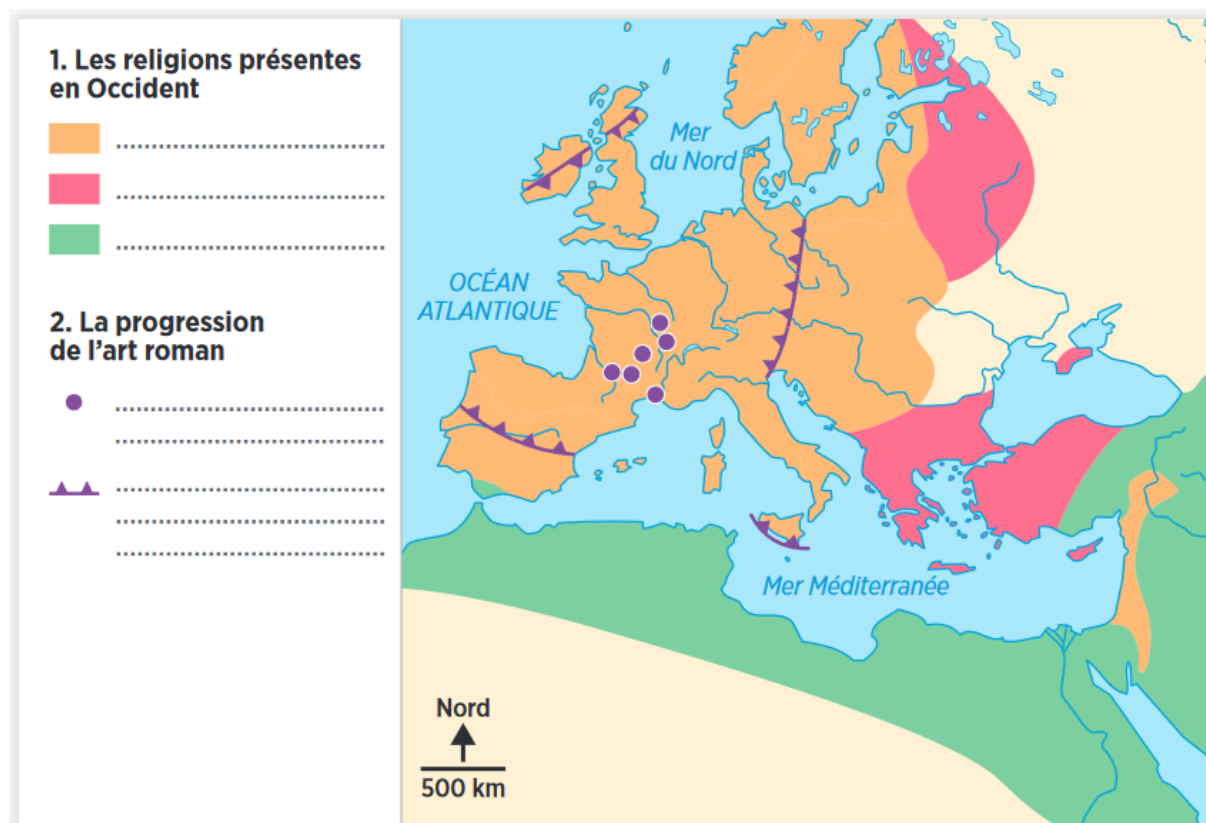 1. Les religions présentes
en Occident
.......................................
.......................................
.......................................
2. La progression
de l’art roman
.......................................
.......................................
.......................................
.......................................
.......................................
Mer
du Nord
OCÉAN
ATLANTIQUE
Mer Méditerranée
Nord
500 km